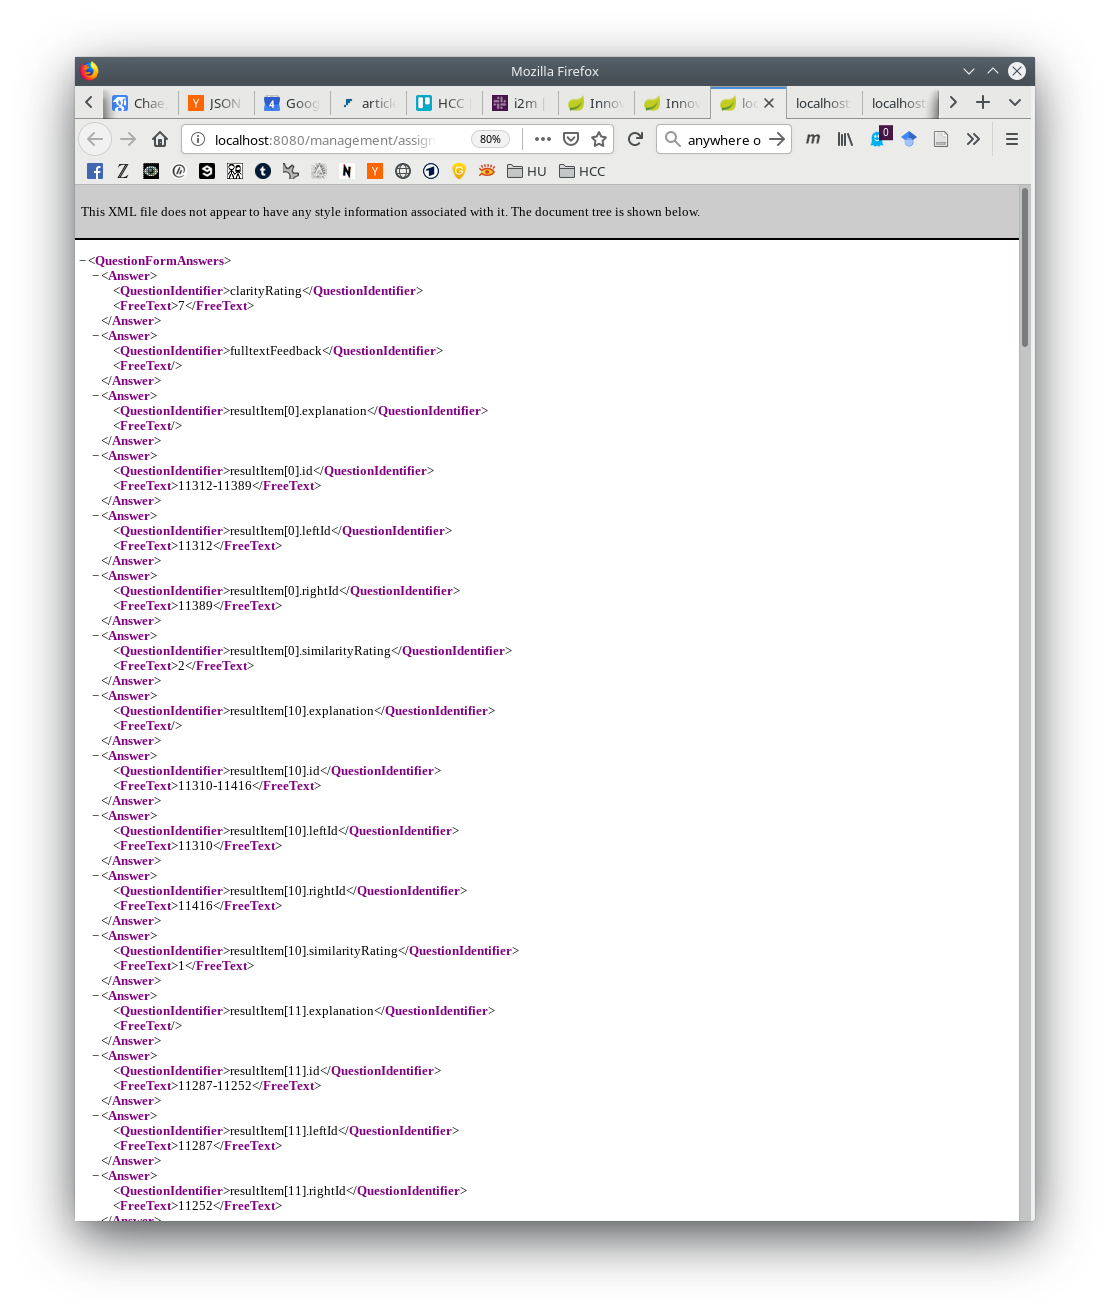 Mozilla Firefox
Chae
JSON
Goog
article
HCC
i2m
Innov
Innov
loc
localhost:
localhost:
localhost:8080/management/assign
80%
anywhere o
m
0
Z
9
t
N
Y
G
HU
HCC
This XML file does not appear to have any style information associated with it. The document tree is shown below.
−<QuestionFormAnswers>
−<Answer>
<QuestionIdentifier>clarityRating</QuestionIdentifier>
<FreeText>7</FreeText>
</Answer>
−<Answer>
<QuestionIdentifier>fulltextFeedback</QuestionIdentifier>
<FreeText/>
</Answer>
−<Answer>
<QuestionIdentifier>resultItem[0].explanation</QuestionIdentifier>
<FreeText/>
</Answer>
−<Answer>
<QuestionIdentifier>resultItem[0].id</QuestionIdentifier>
<FreeText>11312-11389</FreeText>
</Answer>
−<Answer>
<QuestionIdentifier>resultItem[0].leftId</QuestionIdentifier>
<FreeText>11312</FreeText>
</Answer>
−<Answer>
<QuestionIdentifier>resultItem[0].rightId</QuestionIdentifier>
<FreeText>11389</FreeText>
</Answer>
−<Answer>
<QuestionIdentifier>resultItem[0].similarityRating</QuestionIdentifier>
<FreeText>2</FreeText>
</Answer>
−<Answer>
<QuestionIdentifier>resultItem[10].explanation</QuestionIdentifier>
<FreeText/>
</Answer>
−<Answer>
<QuestionIdentifier>resultItem[10].id</QuestionIdentifier>
<FreeText>11310-11416</FreeText>
</Answer>
−<Answer>
<QuestionIdentifier>resultItem[10].leftId</QuestionIdentifier>
<FreeText>11310</FreeText>
</Answer>
−<Answer>
<QuestionIdentifier>resultItem[10].rightId</QuestionIdentifier>
<FreeText>11416</FreeText>
</Answer>
−<Answer>
<QuestionIdentifier>resultItem[10].similarityRating</QuestionIdentifier>
<FreeText>1</FreeText>
</Answer>
−<Answer>
<QuestionIdentifier>resultItem[11].explanation</QuestionIdentifier>
<FreeText/>
</Answer>
−<Answer>
<QuestionIdentifier>resultItem[11].id</QuestionIdentifier>
<FreeText>11287-11252</FreeText>
</Answer>
−<Answer>
<QuestionIdentifier>resultItem[11].leftId</QuestionIdentifier>
<FreeText>11287</FreeText>
</Answer>
−<Answer>
<QuestionIdentifier>resultItem[11].rightId</QuestionIdentifier>
<FreeText>11252</FreeText>
</Answer>